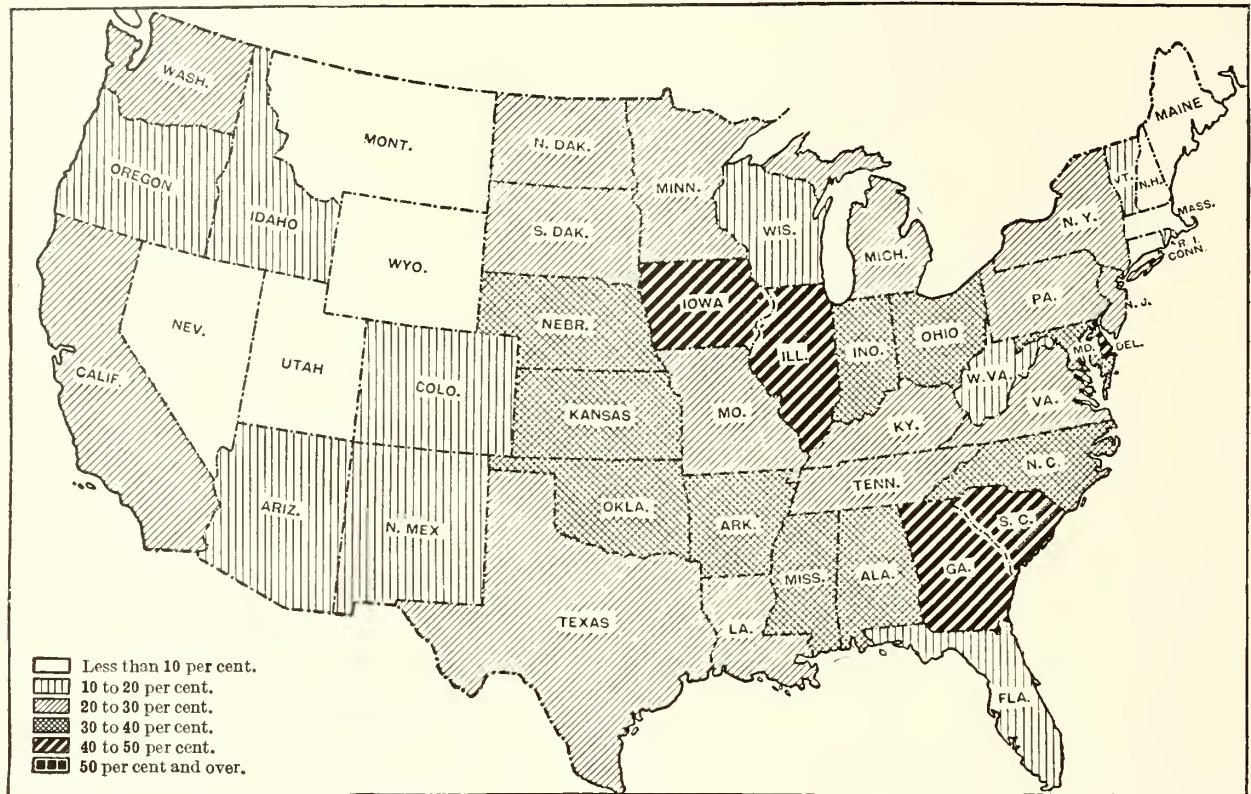 WASH.
MONT.
N. DAK.
MINN.
MAINE
OREGON
IDAHO
S. DAK.
WIS.
VT.
N.H.
N. Y.
MASS.
MICH.
R. I.
CONN.
WYO.
IOWA
PA.
NEBR.
N. J.
NEV.
UTAH
ILL.
INO.
OHIO
MD.
DEL.
CALIF.
COLO.
KANSAS
MO.
W. VA.
VA.
KY.
N. C.
TENN.
ARIZ.
N. MEX
OKLA.
ARK.
S. C.
MISS.
ALA.
GA.
TEXAS
LA.
FLA.
Less than 10 per cent.
10 to 20 per cent.
20 to 30 per cent.
30 to 40 per cent.
40 to 50 per cent.
50 per cent and over.